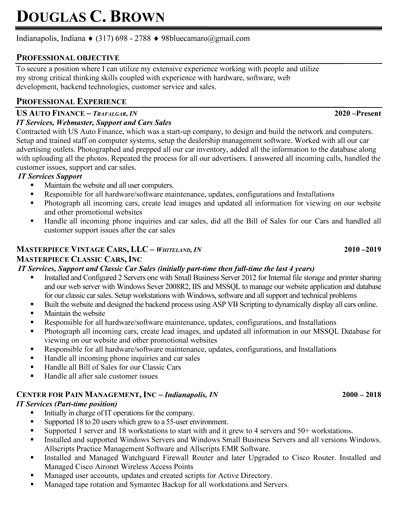 DOUGLAS C. BROWN
Indianapolis, Indiana ♦ (317) 698 - 2788 ♦ 98bluecamaro@gmail.com
PROFESSIONAL OBJECTIVE
To secure a position where I can utilize my extensive experience working with people and utilize
my strong critical thinking skills coupled with experience with hardware, software, web
development, backend technologies, customer service and sales.
PROFESSIONAL EXPERIENCE
US AUTO FINANCE – TRAFALGAR, IN 2020 –Present
IT Services, Webmaster, Support and Cars Sales
Contracted with US Auto Finance, which was a start-up company, to design and build the network and computers.
Setup and trained staff on computer systems, setup the dealership management software. Worked with all our car
advertising outlets. Photographed and prepped all our car inventory, added all the information to the database along
with uploading all the photos. Repeated the process for all our advertisers. I answered all incoming calls, handled the
customer issues, support and car sales.
IT Services Support
▪ Maintain the website and all user computers.
▪ Responsible for all hardware/software maintenance, updates, configurations and Installations
▪ Photograph all incoming cars, create lead images and updated all information for viewing on our website
and other promotional websites
▪ Handle all incoming phone inquiries and car sales, did all the Bill of Sales for our Cars and handled all
customer support issues after the car sales
MASTERPIECE VINTAGE CARS, LLC – WHITELAND, IN 2010 –2019
MASTERPIECE CLASSIC CARS, INC
IT Services, Support and Classic Car Sales (initially part-time then full-time the last 4 years)
▪ Installed and Configured 2 Servers one with Small Business Server 2012 for Internal file storage and printer sharing
and our web server with Windows Sever 2008R2, IIS and MSSQL to manage our website application and database
for our classic car sales. Setup workstations with Windows, software and all support and technical problems
▪ Built the website and designed the backend process using ASP VB Scripting to dynamically display all cars online.
▪ Maintain the website
▪ Responsible for all hardware/software maintenance, updates, configurations, and Installations
▪ Photograph all incoming cars, create lead images, and updated all information in our MSSQL Database for
viewing on our website and other promotional websites
▪ Responsible for all hardware/software maintenance, updates, configurations, and Installations
▪ Handle all incoming phone inquiries and car sales
▪ Handle all Bill of Sales for our Classic Cars
▪ Handle all after sale customer issues
CENTER FOR PAIN MANAGEMENT, INC – Indianapolis, IN 2000 – 2018
IT Services (Part-time position)
▪ Initially in charge of IT operations for the company.
▪ Supported 18 to 20 users which grew to a 55-user environment.
▪ Supported 1 server and 18 workstations to start with and it grew to 4 servers and 50+ workstations.
▪ Installed and supported Windows Servers and Windows Small Business Servers and all versions Windows.
Allscripts Practice Management Software and Allscripts EMR Software.
▪ Installed and Managed Watchguard Firewall Router and later Upgraded to Cisco Router. Installed and
Managed Cisco Aironet Wireless Access Points
▪ Managed user accounts, updates and created scripts for Active Directory.
▪ Managed tape rotation and Symantec Backup for all workstations and Servers.